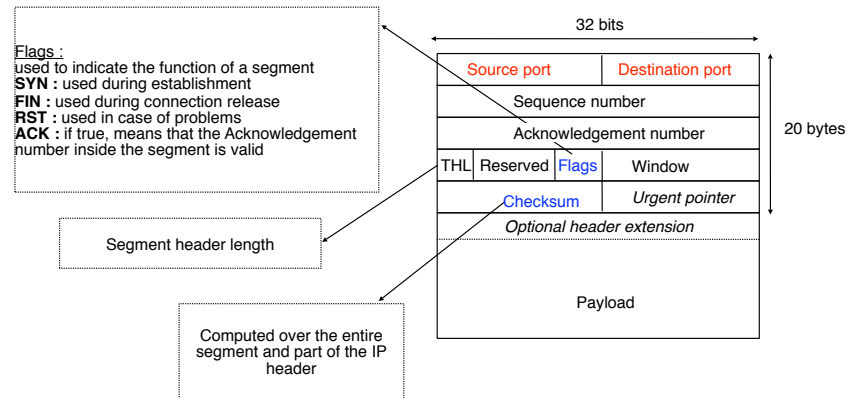 32 bits
Flags :
used to indicate the function of a segment
SYN : used during establishment
FIN : used during connection release
RST : used in case of problems
ACK : if true, means that the Acknowledgement
number inside the segment is valid
Source port
Destination port
Sequence number
Acknowledgement number
20 bytes
THL
Reserved
Flags
Window
Checksum
Urgent pointer
Optional header extension
Segment header length
Payload
Computed over the entire
segment and part of the IP
header